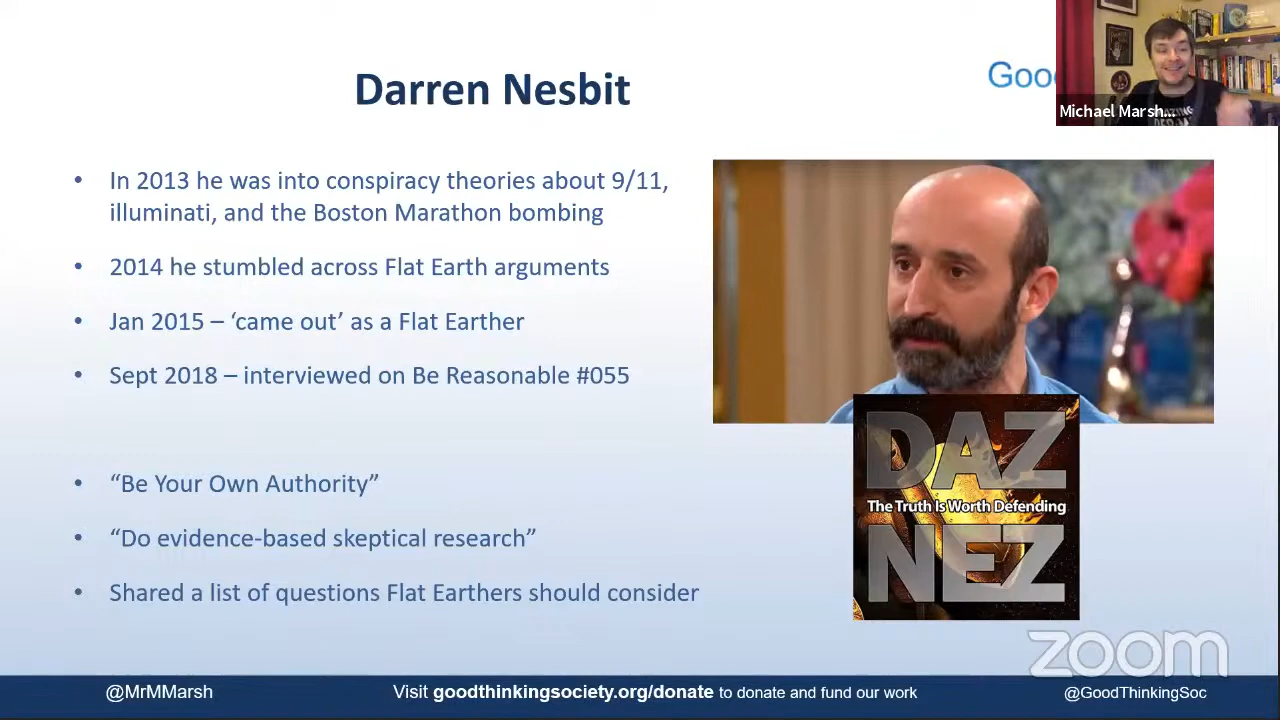 Darren Nesbit
Goo
Michael Marsh...
• In 2013 he was into conspiracy theories about 9/11,
illuminati, and the Boston Marathon bombing
• 2014 he stumbled across Flat Earth arguments
• Jan 2015 – ‘came out’ as a Flat Earther
• Sept 2018 – interviewed on Be Reasonable #055
• “Be Your Own Authority”
• “Do evidence-based skeptical research”
• Shared a list of questions Flat Earthers should consider
DAZ
The Truth Is Worth Defending
NEZ
zoom
@MrMMarsh
Visit goodthinkingsociety.org/donate to donate and fund our work
@GoodThinkingSoc